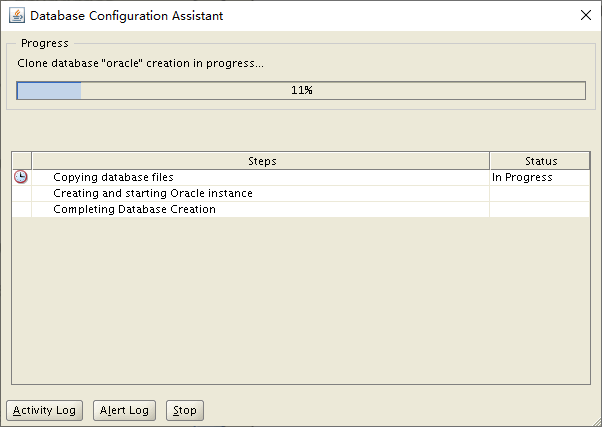 Database Configuration Assistant
Progress
Clone database "oracle" creation in progress...
11%
Steps Status
Copying database files In Progress
Creating and starting Oracle instance
Completing Database Creation
Activity Log Alert Log Stop